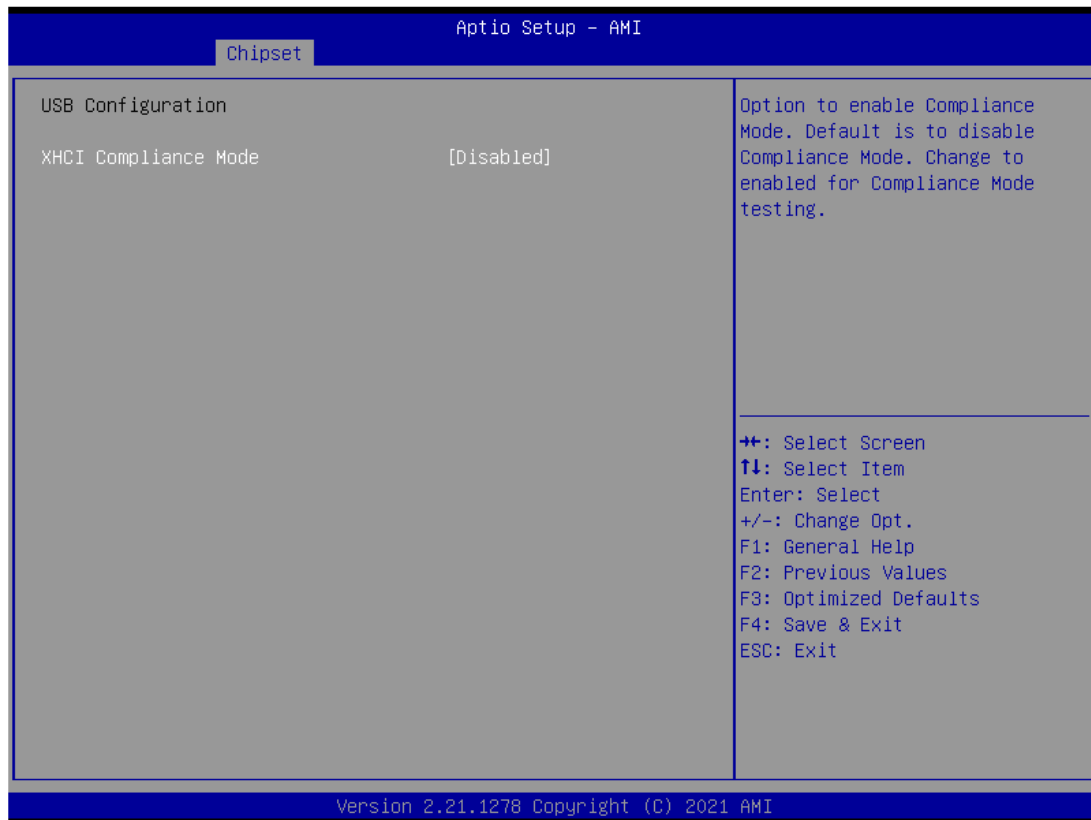 Aptio Setup – AMI
Chipset
USB Configuration
XHCI Compliance Mode [Disabled]
Option to enable Compliance
Mode. Default is to disable
Compliance Mode. Change to
enabled for Compliance Mode
testing.
→←: Select Screen
↑↓: Select Item
Enter: Select
+/-: Change Opt.
F1: General Help
F2: Previous Values
F3: Optimized Defaults
F4: Save & Exit
ESC: Exit
Version 2.21.1278 Copyright (C) 2021 AMI